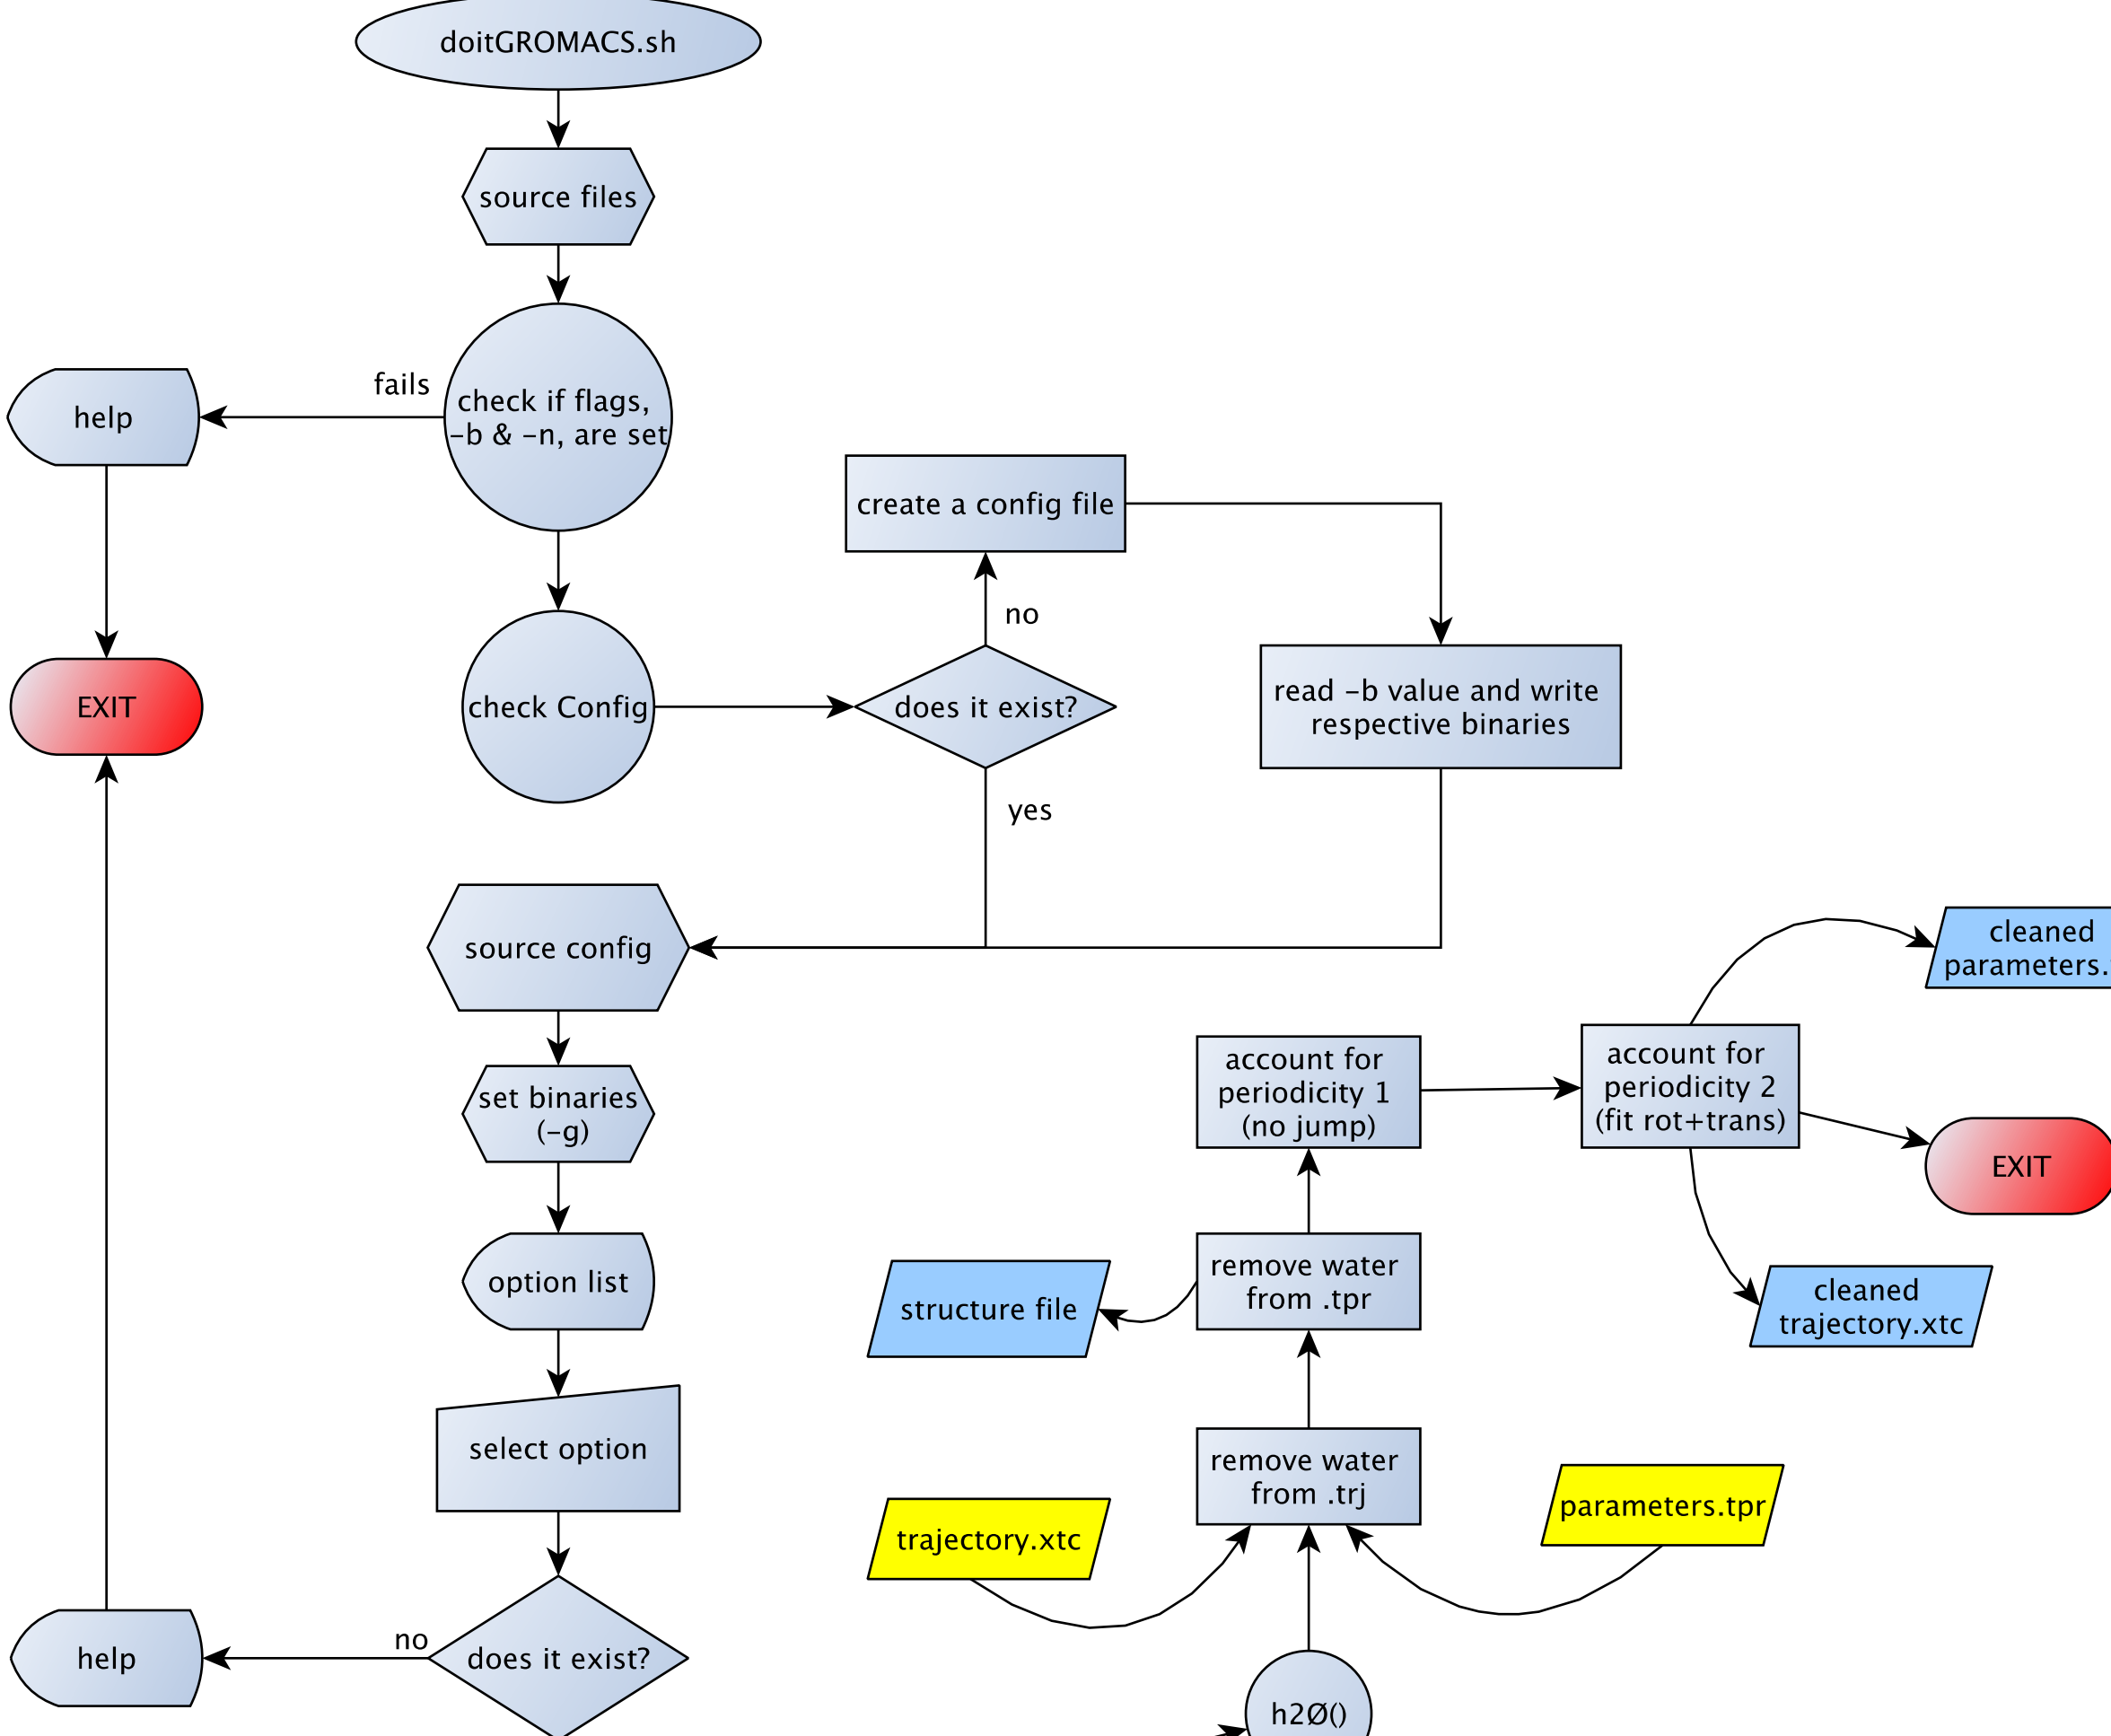 doitGROMACS.sh
source files
fails
check if flags,
-b & -n, are set
help
create a config file
no
EXIT
check Config
does it exist?
read -b value and write
respective binaries
yes
source config
cleaned
set binaries
(-g)
account for
periodicity 1
(no jump)
account for
periodicity 2
(fit rot+trans)
EXIT
option list
remove water
from .tpr
structure file
cleaned
trajectory.xtc
select option
remove water
from .trj
trajectory.xtc
parameters.tpr
no
help
does it exist?
h2Ø()